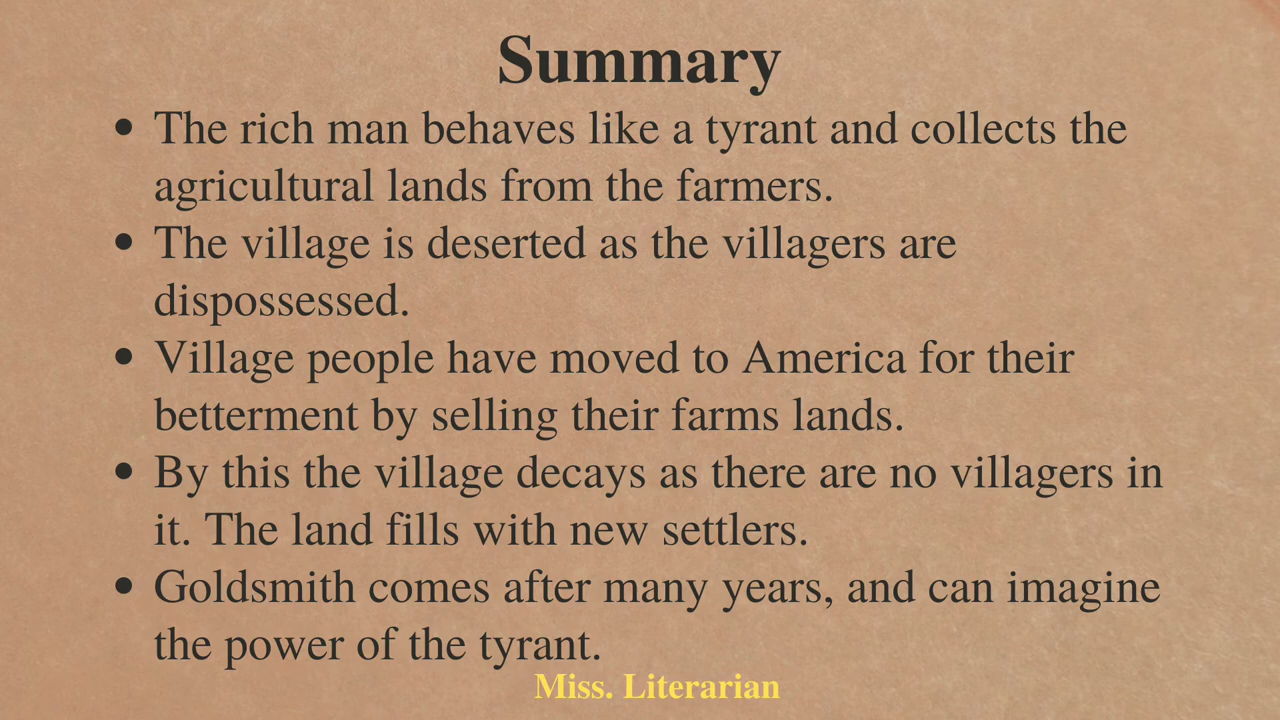 Summary
• The rich man behaves like a tyrant and collects the
agricultural lands from the farmers.
• The village is deserted as the villagers are
dispossessed.
• Village people have moved to America for their
betterment by selling their farms lands.
• By this the village decays as there are no villagers in
it. The land fills with new settlers.
• Goldsmith comes after many years, and can imagine
the power of the tyrant.
Miss. Literarian